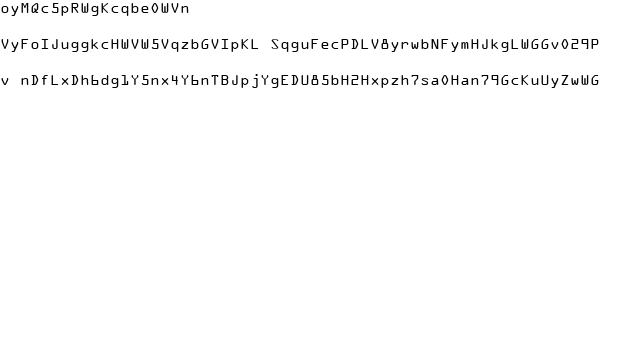 oyMQc5pRWgKcqbe0WVn
VyFoIJuggkcHWVW5VqzbGVIpKL SqguFecPDLV8yrwbNFymHJkgLWGGv029P
v nDfLxDh6dg1Y5nx4Y6nTBJpjYgEDU85bH2Hxpzh7sa0Han79GcKuUyZwWG